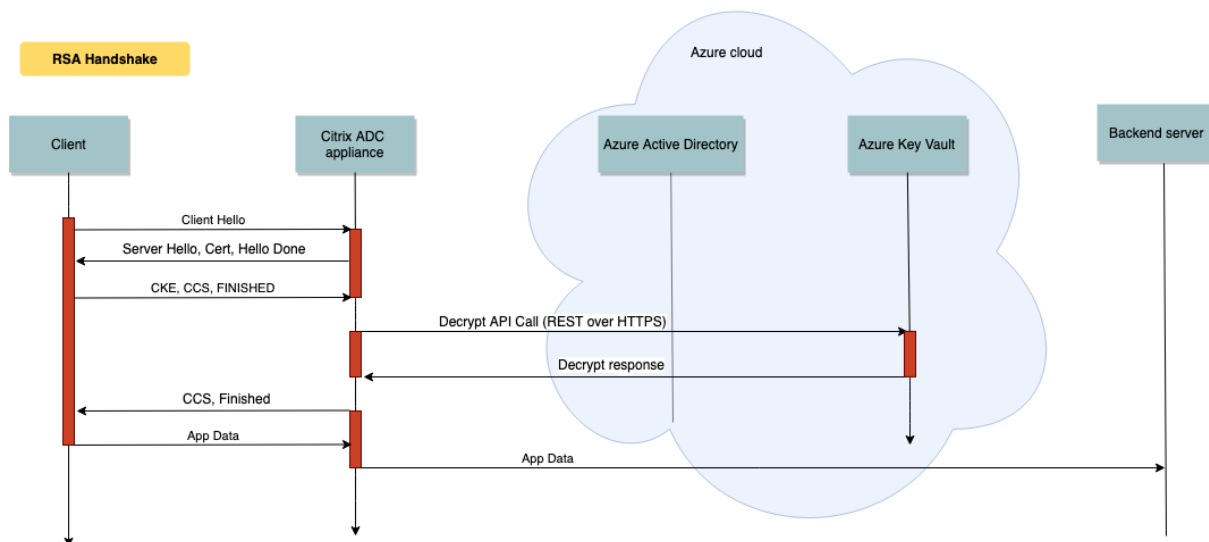 Azure cloud
RSA Handshake
Client
Citrix ADC
appliance
Azure Active Directory
Azure Key Vault
Backend server
Client Hello
Server Hello, Cert, Hello Done
CKE, CCS, FINISHED
Decrypt API Call (REST over HTTPS)
Decrypt response
CCS, Finished
App Data
App Data